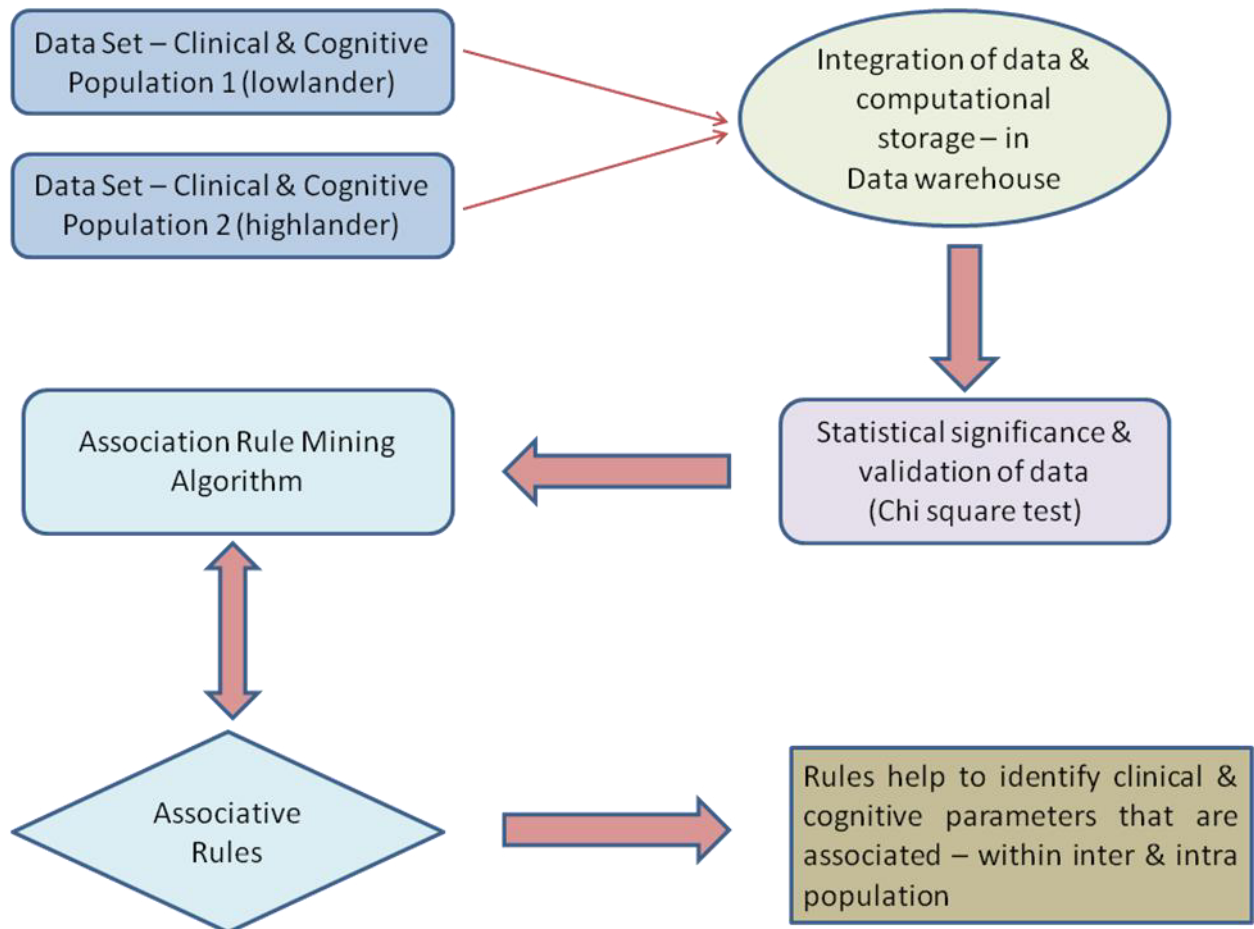 Data Set – Clinical & Cognitive
Population 1 (lowlander)
Data Set – Clinical & Cognitive
Population 2 (highlander)
Integration of data &
computational
storage – in
Data warehouse
Statistical significance &
validation of data
(Chi square test)
Association Rule Mining
Algorithm
Associative
Rules
Rules help to identify clinical &
cognitive parameters that are
associated – within inter & intra
population